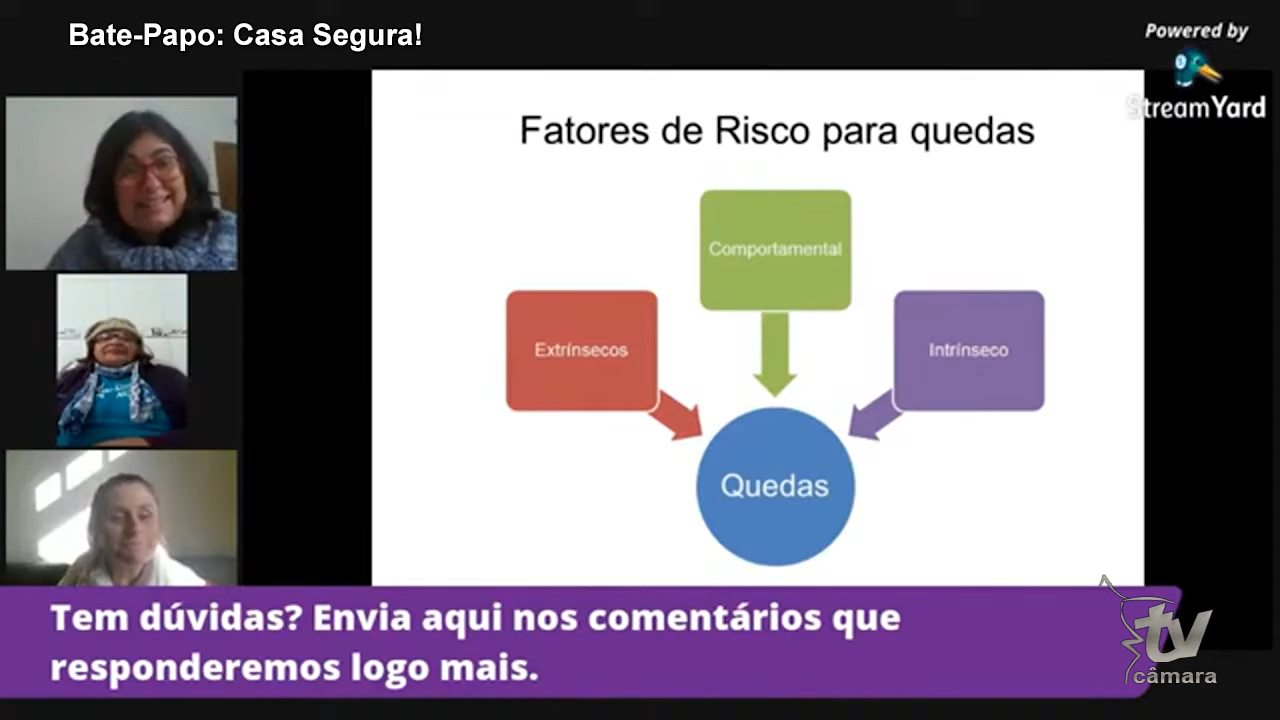 Bate-Papo: Casa Segura!
Powered by
StreamYard
Fatores de Risco para quedas
Comportamental
Extrínsecos
Intrínseco
Quedas
Tem dúvidas? Envia aqui nos comentários que
responderemos logo mais.
tv
câmara